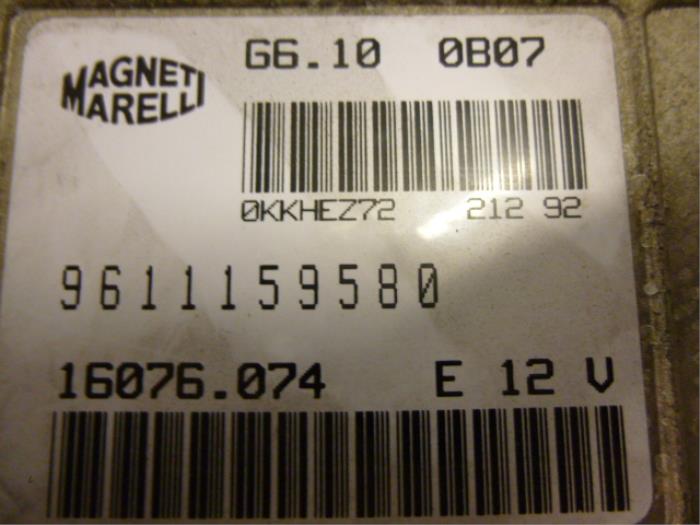 MAGNETI
MARELLI
G6.10 0B07
0KKHEZ72 212 92
9611159580
16076.074 E 12 V